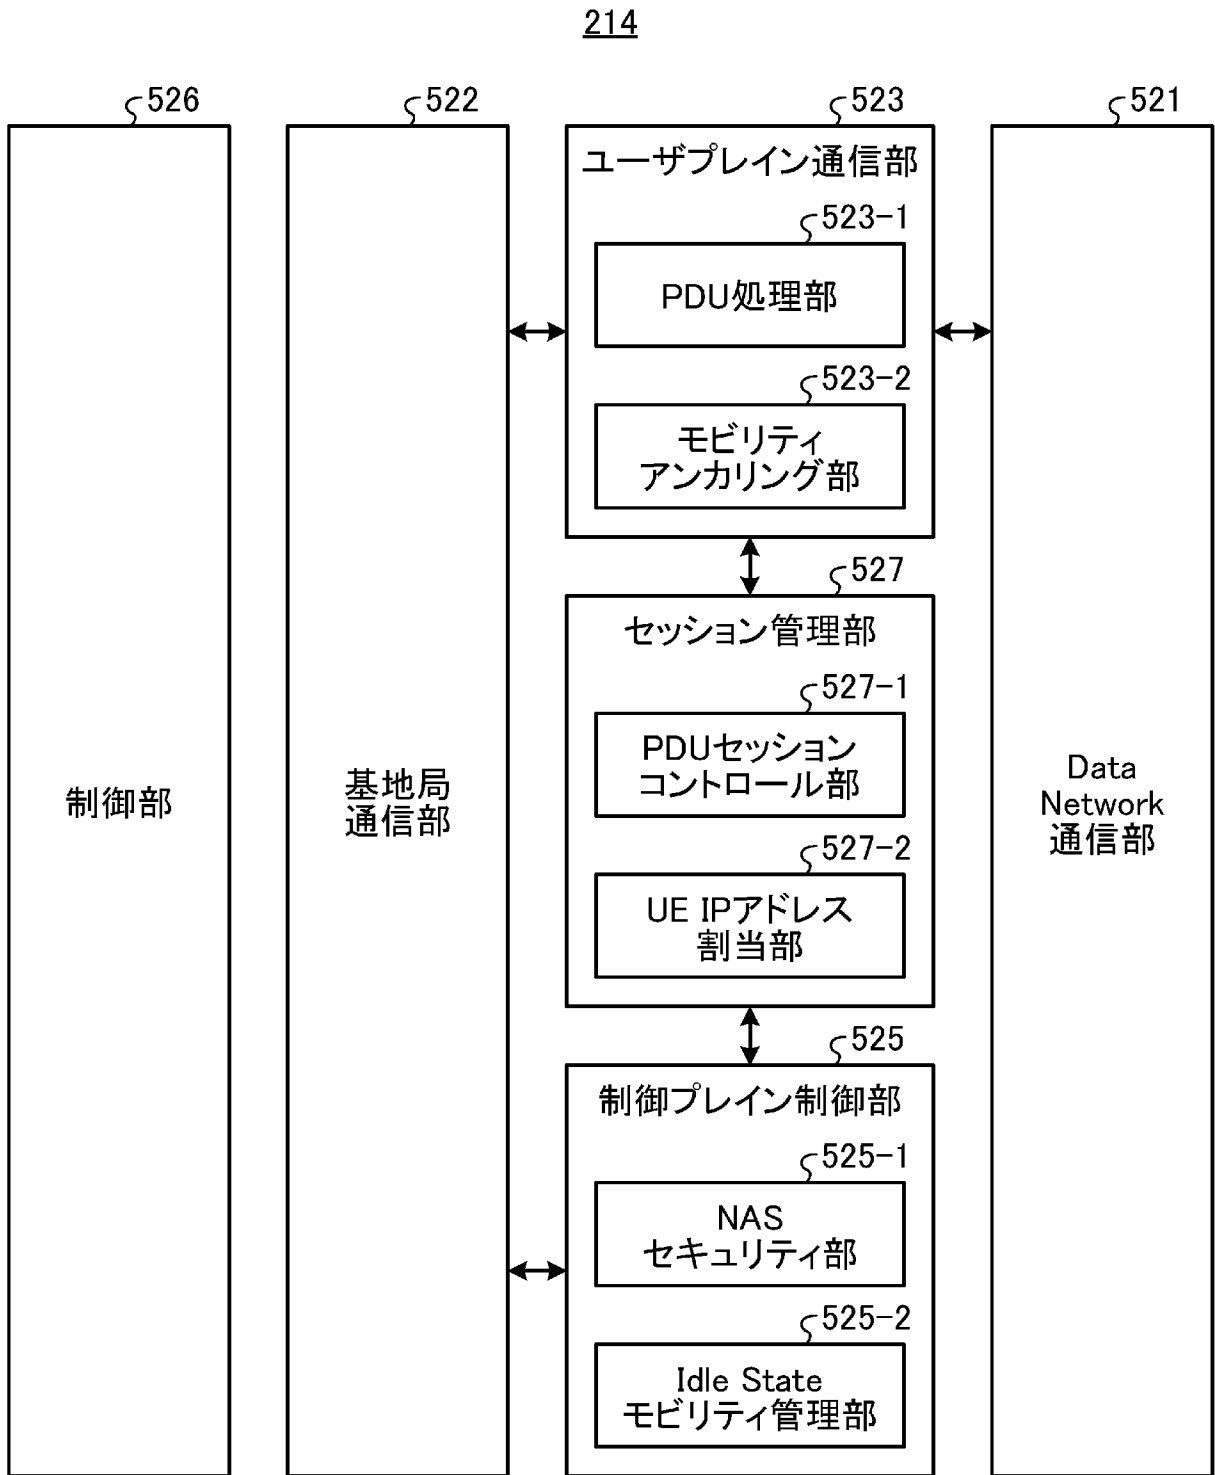 214
526
522
523
521
ユーザプレイン通信部
523-1
PDU処理部
523-2
モビリティ
アンカリング部
527
セッション管理部
527-1
PDUセッション
コントロール部
527-2
UE IPアドレス
割当部
525
制御プレイン制御部
525-1
NAS
セキュリティ部
525-2
Idle State
モビリティ管理部
制御部
基地局
通信部
Data
Network
通信部